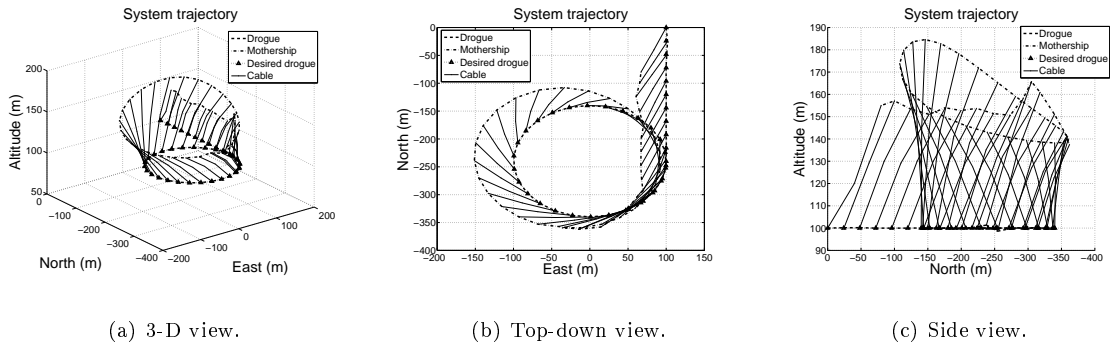 System trajectory
Drogue
Mothership
Desired drogue
Cable
Altitude (m)
200
150
100
50
0
−100
−200
−300
−400
North (m)
−200
−100
0
100
200
East (m)
(a) 3-D view.
System trajectory
Drogue
Mothership
Desired drogue
Cable
North (m)
0
−50
−100
−150
−200
−250
−300
−350
−400
−200
−150
−100
−50
0
50
100
150
East (m)
(b) Top-down view.
System trajectory
Drogue
Mothership
Desired drogue
Cable
Altitude (m)
190
180
170
160
150
140
130
120
110
100
90
0
−50
−100
−150
−200
−250
−300
−350
−400
North (m)
(c) Side view.